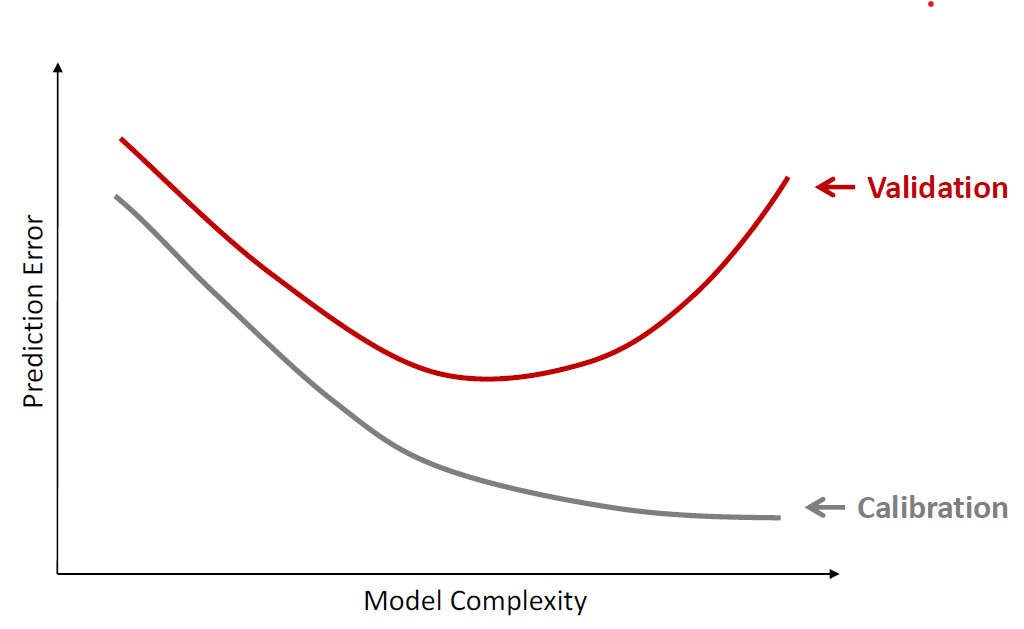 Validation
Prediction Error
Calibration
Model Complexity